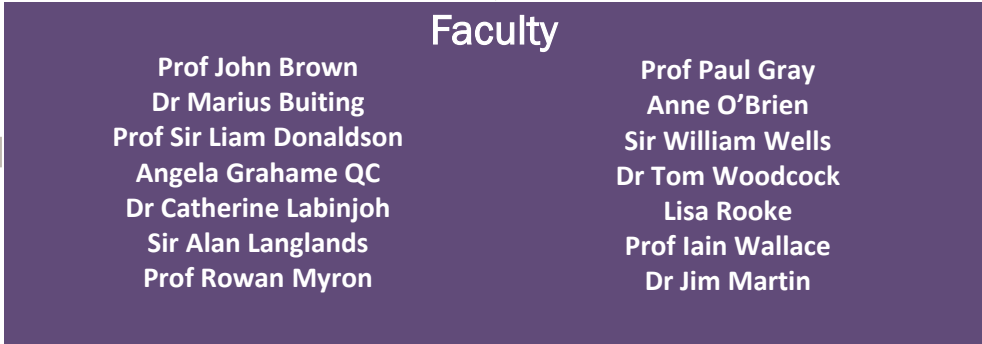 Faculty
Prof John Brown
Dr Marius Buiting
Prof Sir Liam Donaldson
Angela Grahame QC
Dr Catherine Labinjoh
Sir Alan Langlands
Prof Rowan Myron
Prof Paul Gray
Anne O’Brien
Sir William Wells
Dr Tom Woodcock
Lisa Rooke
Prof Iain Wallace
Dr Jim Martin